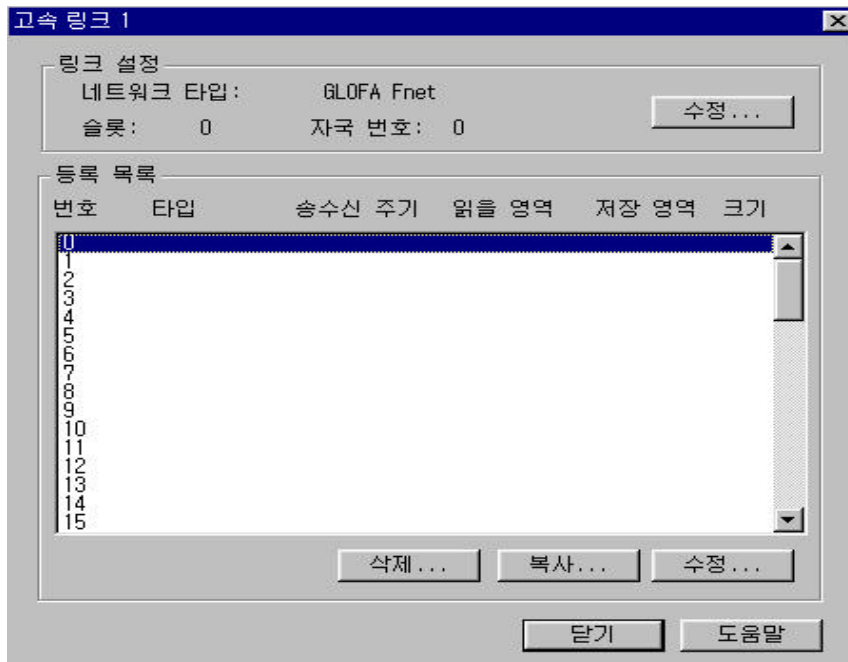 고속 링크 1
링크 설정
네트워크 타입: GLOFA Fnet
수정...
슬롯: 0 자국 번호: 0
등록 목록
번호 타입 송수신 주기 읽을 영역 저장 영역 크기
0
1
2
3
4
5
6
7
8
9
10
11
12
13
14
15
삭제... 복사... 수정...
닫기 도움말